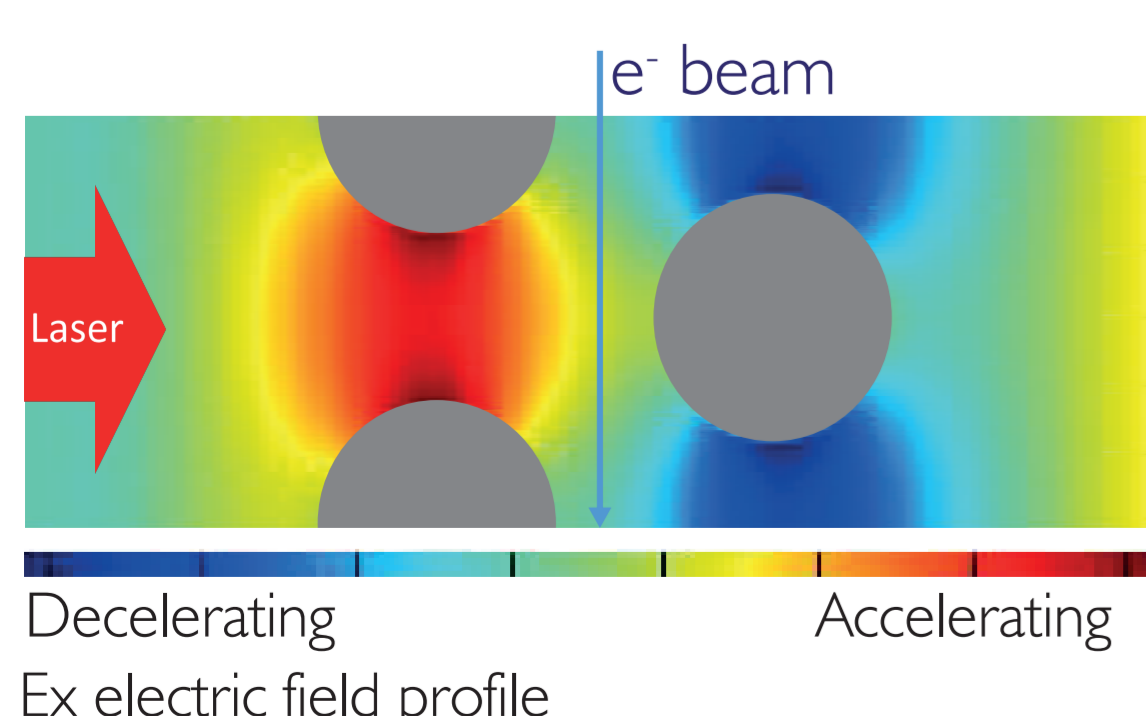 e⁻ beam
Laser
Decelerating Accelerating
Ex electric field profile